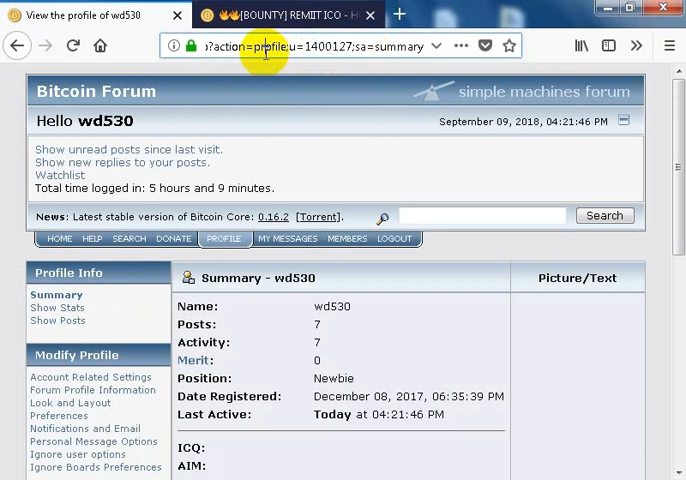 View the profile of wd530
[BOUNTY] REMIIT ICO - H
p?action=profile;u=1400127;sa=summary
Bitcoin Forum
simple machines forum
Hello wd530
September 09, 2018, 04:21:46 PM
Show unread posts since last visit.
Show new replies to your posts.
Watchlist
Total time logged in: 5 hours and 9 minutes.
News: Latest stable version of Bitcoin Core: 0.16.2 [Torrent].
Search
HOME HELP SEARCH DONATE PROFILE MY MESSAGES MEMBERS LOGOUT
Profile Info
Summary
Show Stats
Show Posts
Modify Profile
Account Related Settings
Forum Profile Information
Look and Layout
Preferences
Notifications and Email
Personal Message Options
Ignore user options
Ignore Boards Preferences
Summary - wd530
Picture/Text
Name: wd530
Posts: 7
Activity: 7
Merit: 0
Position: Newbie
Date Registered: December 08, 2017, 06:35:39 PM
Last Active: Today at 04:21:46 PM
ICQ:
AIM: